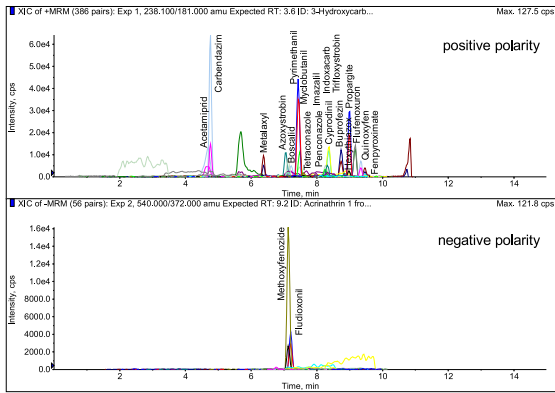 XIC of +MRM (386 pairs): Exp 1, 238.100/181.000 amu Expected RT: 3.6 ID: 3-Hydroxycarb... Max. 127.5 cps.
positive polarity
Intensity, cps
6.0e4
5.0e4
4.0e4
3.0e4
2.0e4
1.0e4
0.0
Acetamiprid
Carbendazim
Metalaxyl
Azoxystrobin
Boscalid
Pyrimethanil
Myclobutanil
Tetraconazole
Penconazole
Imazalil
Cyprodinil
Indoxacarb
Trifloxystrobin
Buprofezin
Hexythiazox
Propargite
Flufenoxuron
Quinoxyfen
Fenpyroximate
2 4 6 8 10 12 14
Time, min
XIC of -MRM (56 pairs): Exp 2, 540.000/372.000 amu Expected RT: 9.2 ID: Acrinathrin 1 fro... Max. 121.8 cps.
negative polarity
Intensity, cps
1.6e4
1.4e4
1.2e4
1.0e4
8000.0
6000.0
4000.0
2000.0
0.0
Methoxyfenozide
Fludioxonil
2 4 6 8 10 12 14
Time, min